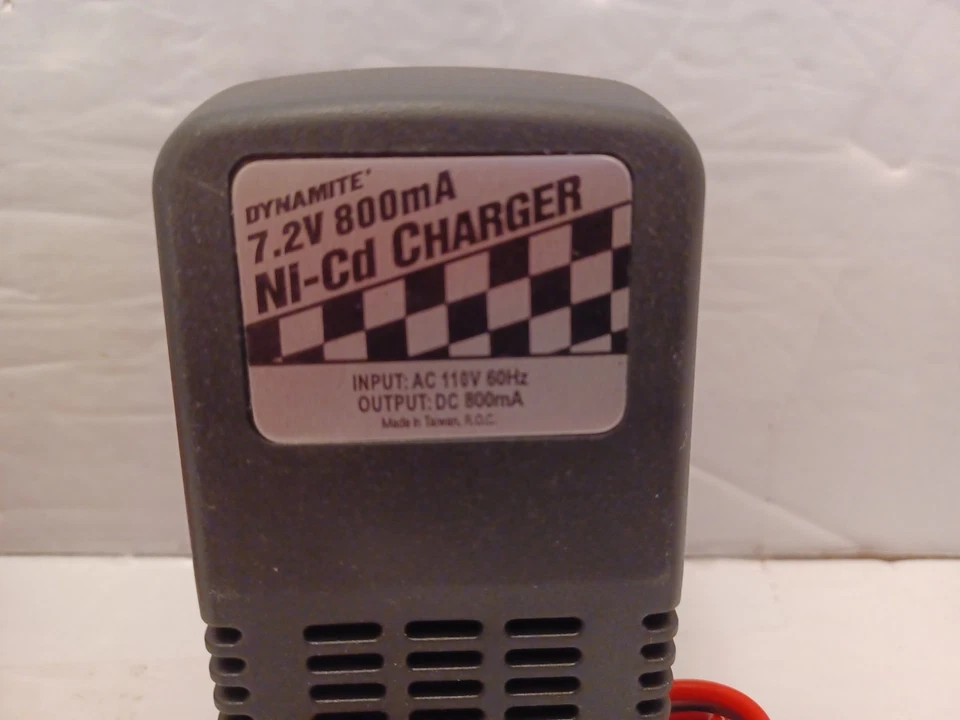 DYNAMITE'
7.2V 800mA
Ni-Cd CHARGER
INPUT: AC 110V 60Hz
OUTPUT: DC 800mA
Made in Taiwan, R.O.C.